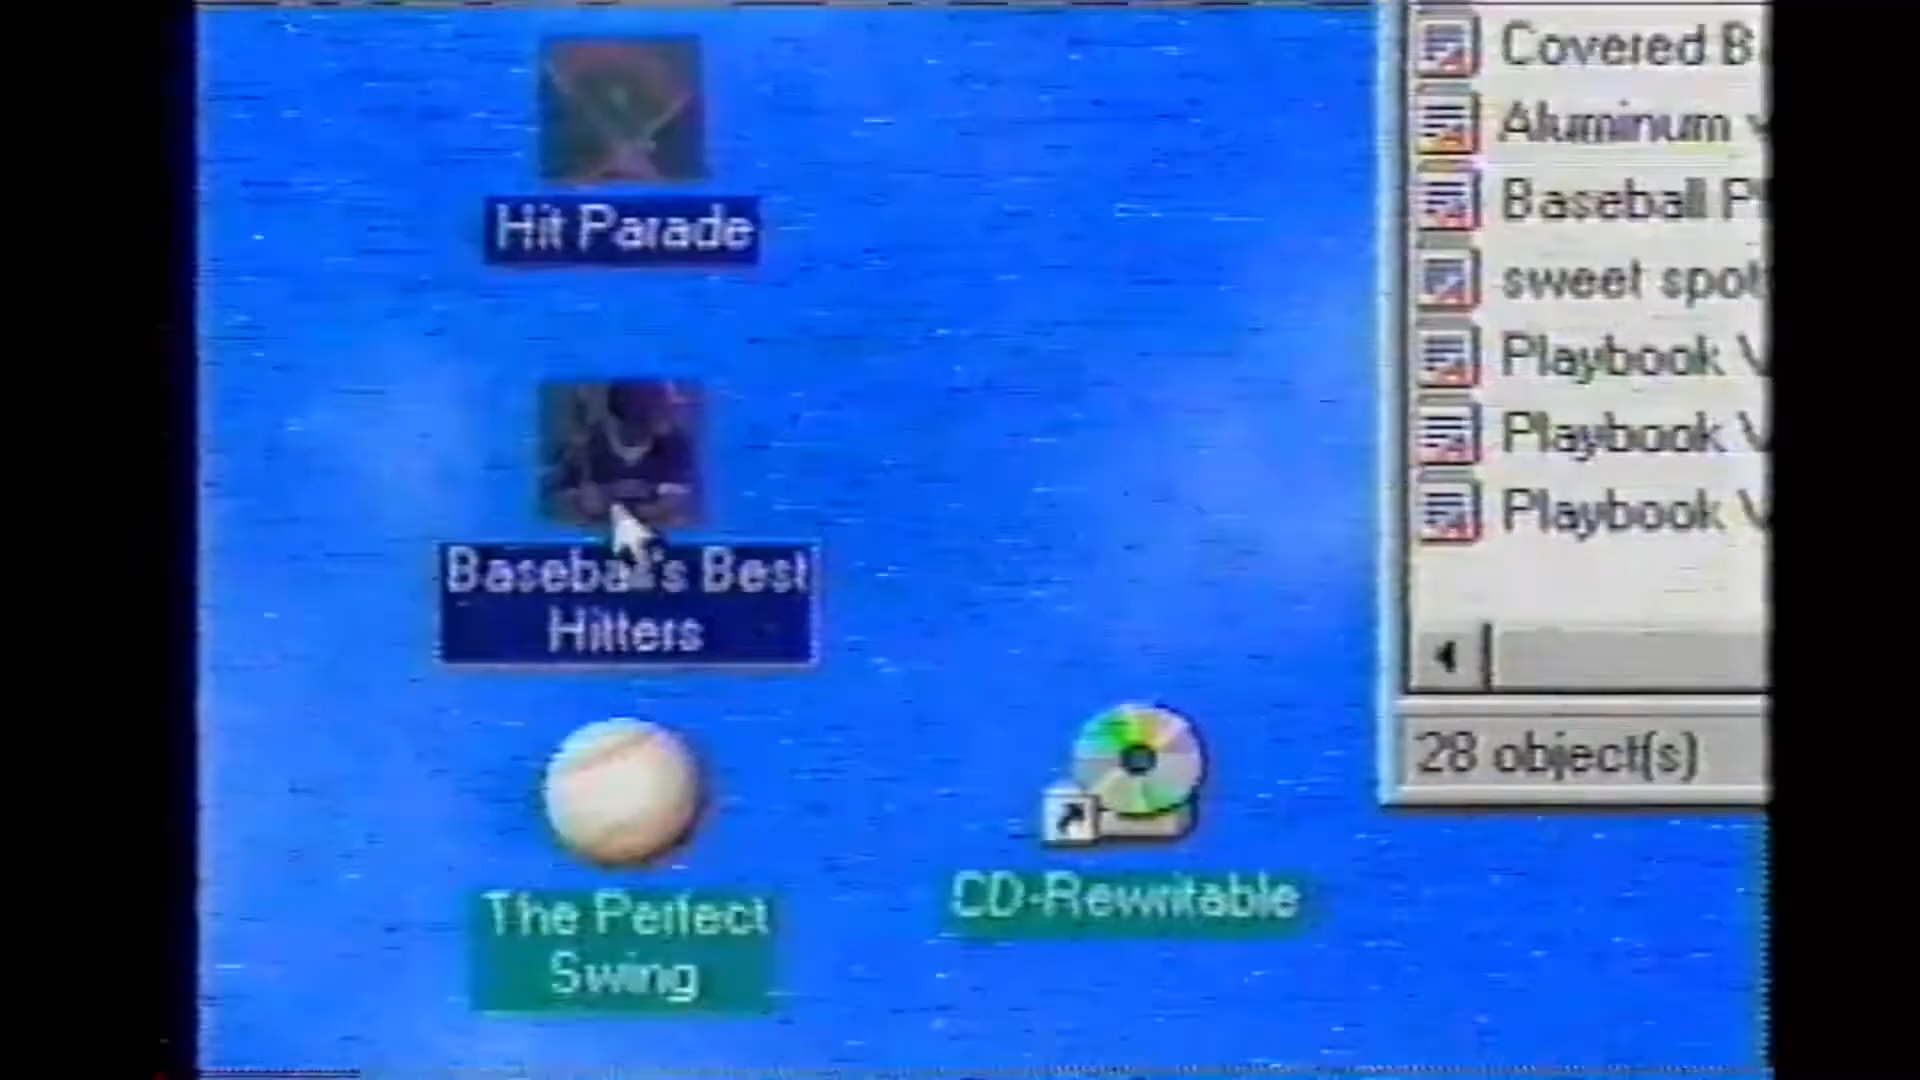 Hit Parade
Baseball's Best
Hitters
The Perfect
Swing
CD-Rewritable
Covered B
Aluminum
Baseball
sweet spot
Playbook
Playbook
Playbook
28 object(s)